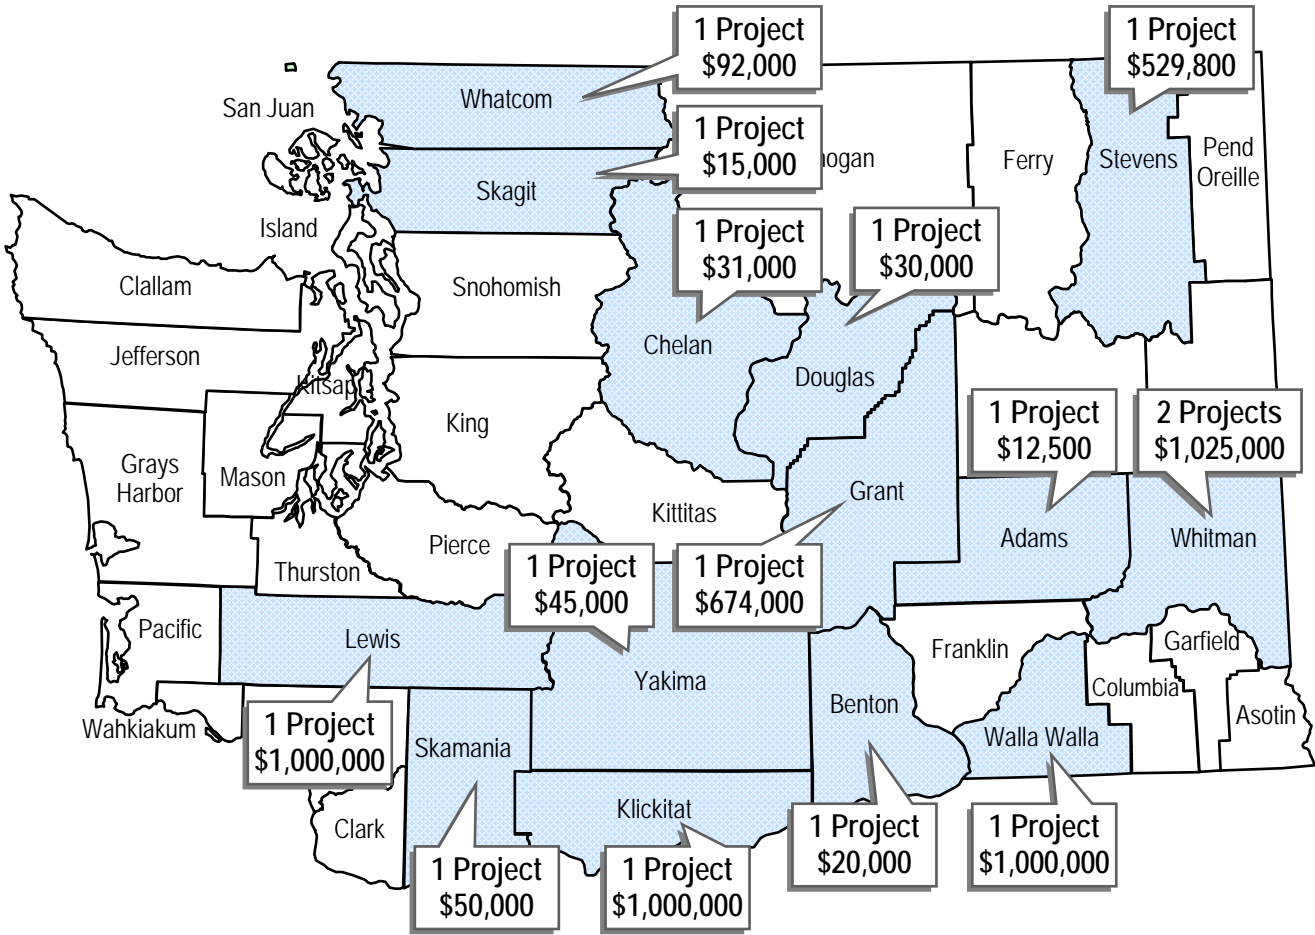 1 Project
$92,000
1 Project
$529,800
Whatcom
San Juan
1 Project
$15,000
nogan
Ferry
Stevens
Pend
Oreille
Skagit
Island
1 Project
$31,000
1 Project
$30,000
Clallam
Snohomish
Chelan
Jefferson
Kitsap
Douglas
King
1 Project
$12,500
2 Projects
$1,025,000
Grays
Harbor
Mason
Grant
Kittitas
Adams
Whitman
Pierce
Thurston
1 Project
$45,000
1 Project
$674,000
Pacific
Lewis
Franklin
Garfield
Yakima
Columbia
Benton
Asotin
Wahkiakum
1 Project
$1,000,000
Skamania
Walla Walla
Klickitat
Clark
1 Project
$20,000
1 Project
$1,000,000
1 Project
$50,000
1 Project
$1,000,000